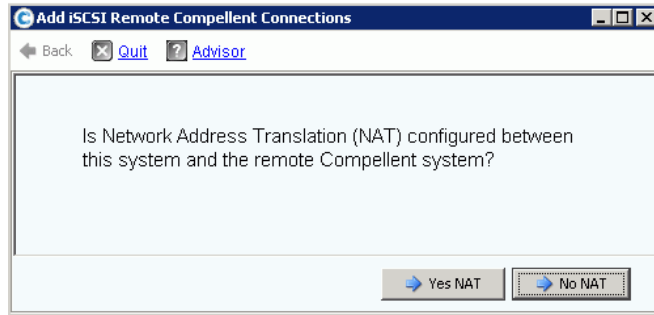 Add iSCSI Remote Compellent Connections
Back Quit ? Advisor
Is Network Address Translation (NAT) configured between
this system and the remote Compellent system?
Yes NAT No NAT